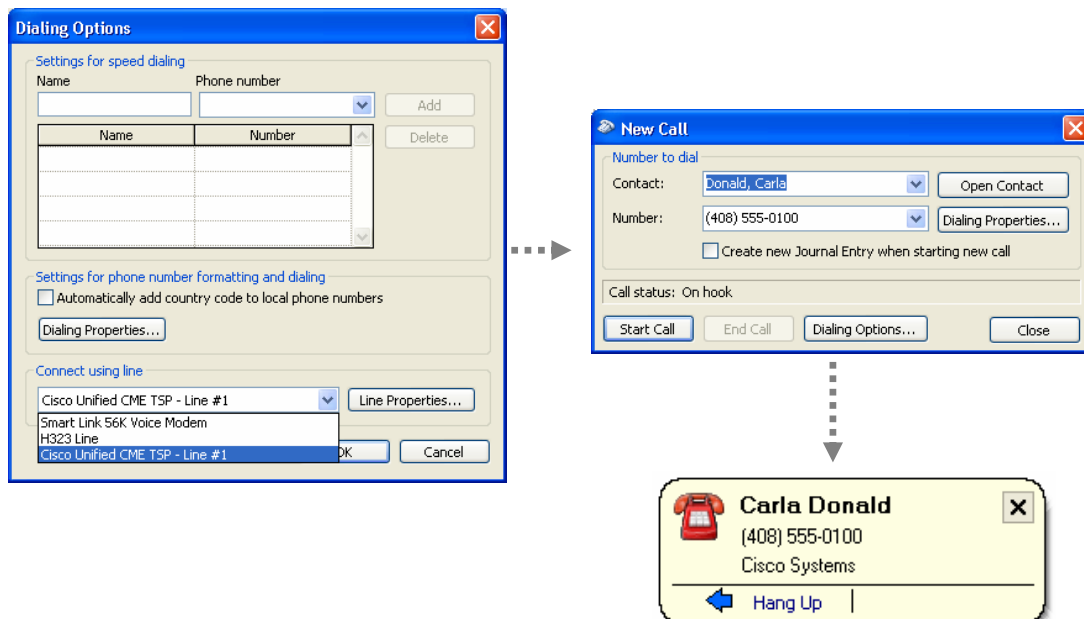 Dialing Options
Settings for speed dialing
Name Phone number
Add
Name Number
Delete
Settings for phone number formatting and dialing
Automatically add country code to local phone numbers
Dialing Properties...
Connect using line
Cisco Unified CME TSP - Line #1
Line Properties...
Smart Link 56K Voice Modem
H323 Line
Cisco Unified CME TSP - Line #1
Cancel
New Call
Number to dial
Contact: Donald, Carla Open Contact
Number: (408) 555-0100 Dialing Properties...
Create new Journal Entry when starting new call
Call status: On hook
Start Call End Call Dialing Options... Close
Carla Donald
(408) 555-0100
Cisco Systems
Hang Up